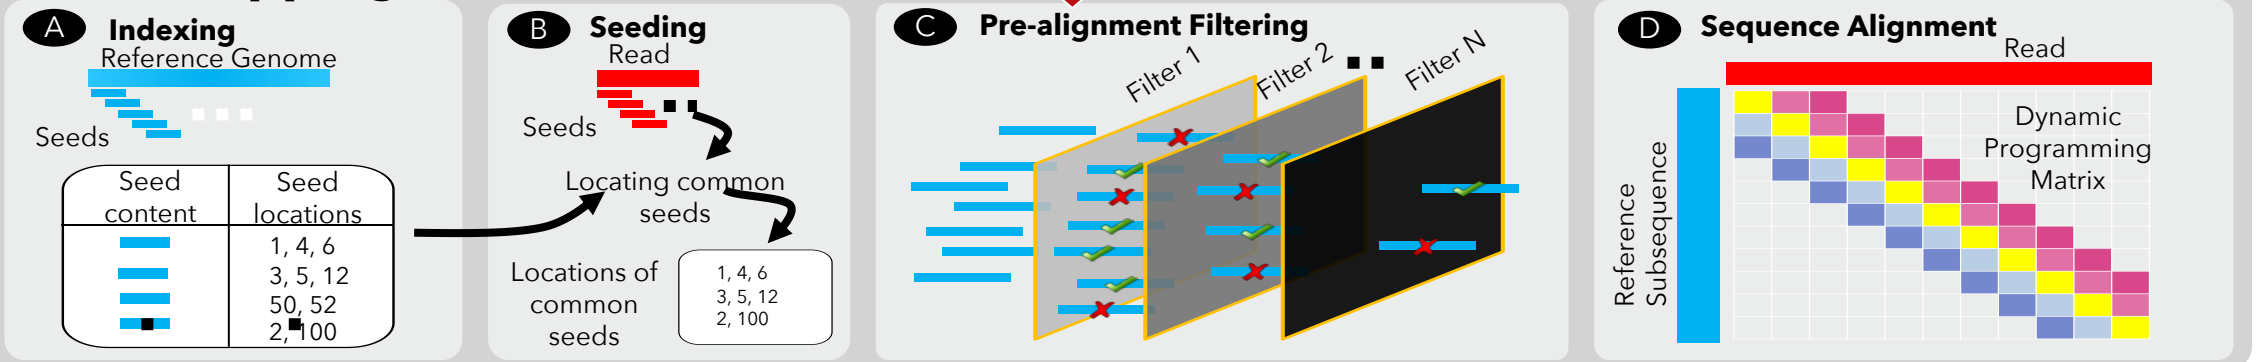 A Indexing
Reference Genome
Seeds
Seed content
Seed locations
1, 4, 6
3, 5, 12
50, 52
2, 100
B Seeding
Read
Seeds
Locating common
seeds
Locations of
common
seeds
1, 4, 6
3, 5, 12
2, 100
C Pre-alignment Filtering
Filter 1
Filter 2
Filter N
D Sequence Alignment
Read
Reference
Subsequence
Dynamic
Programming
Matrix